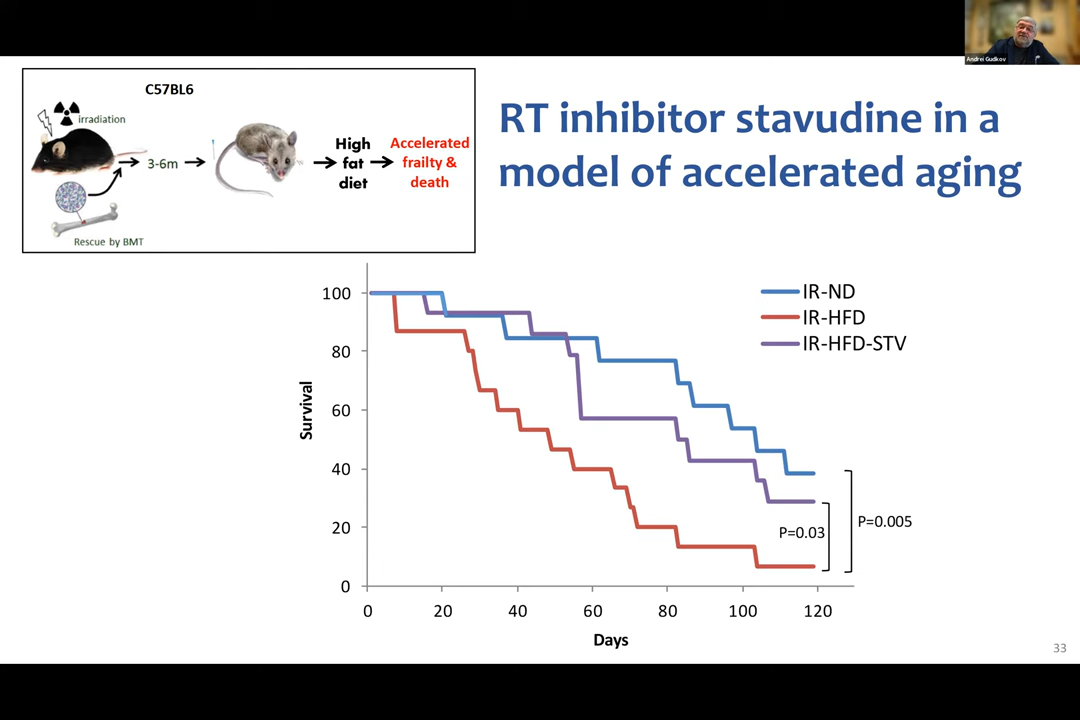 Andrei Gudkov
C57BL6
irradiation
3-6m
High
fat
diet
Accelerated
frailty &
death
Rescue by BMT
RT inhibitor stavudine in a
model of accelerated aging
IR-ND
IR-HFD
IR-HFD-STV
Survival
100
80
60
40
20
0
0 20 40 60 80 100 120
Days
P=0.03
P=0.005
33